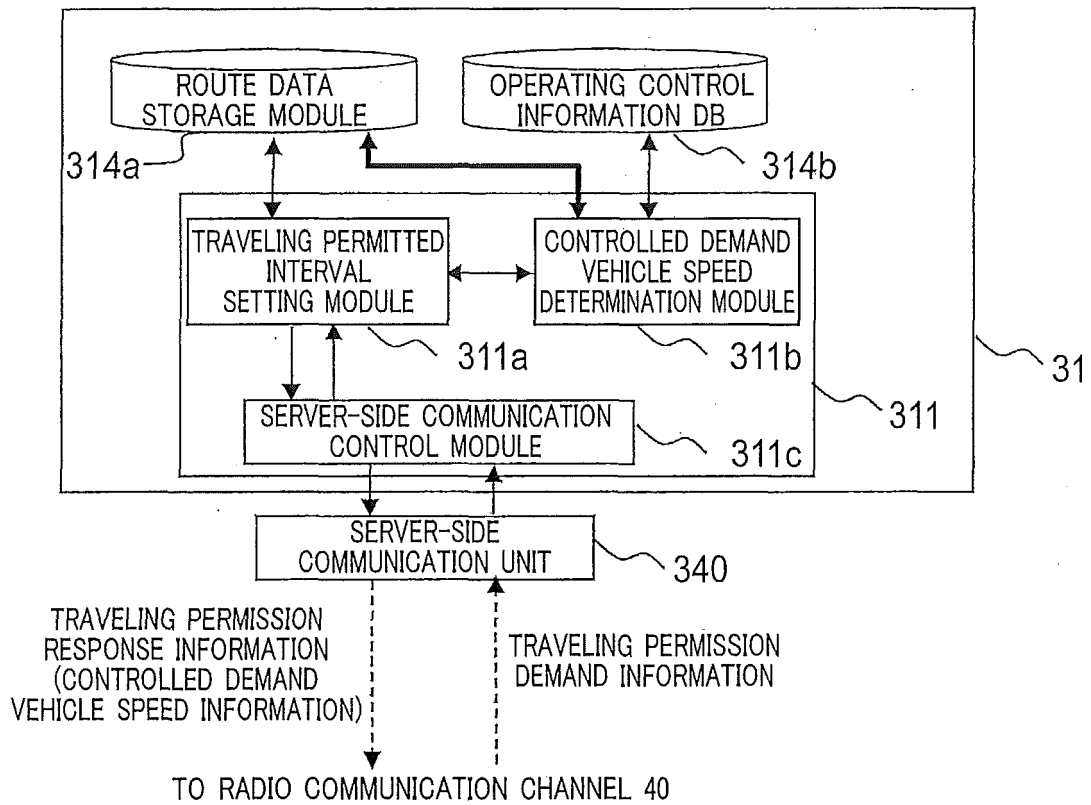 ROUTE DATA
STORAGE MODULE
OPERATING CONTROL
INFORMATION DB
314a
314b
TRAVELING PERMITTED
INTERVAL
SETTING MODULE
CONTROLLED DEMAND
VEHICLE SPEED
DETERMINATION MODULE
311a
311b
31
311
SERVER-SIDE COMMUNICATION
CONTROL MODULE
311c
SERVER-SIDE
COMMUNICATION UNIT
340
TRAVELING PERMISSION
RESPONSE INFORMATION
(CONTROLLED DEMAND
VEHICLE SPEED INFORMATION)
TRAVELING PERMISSION
DEMAND INFORMATION
TO RADIO COMMUNICATION CHANNEL 40